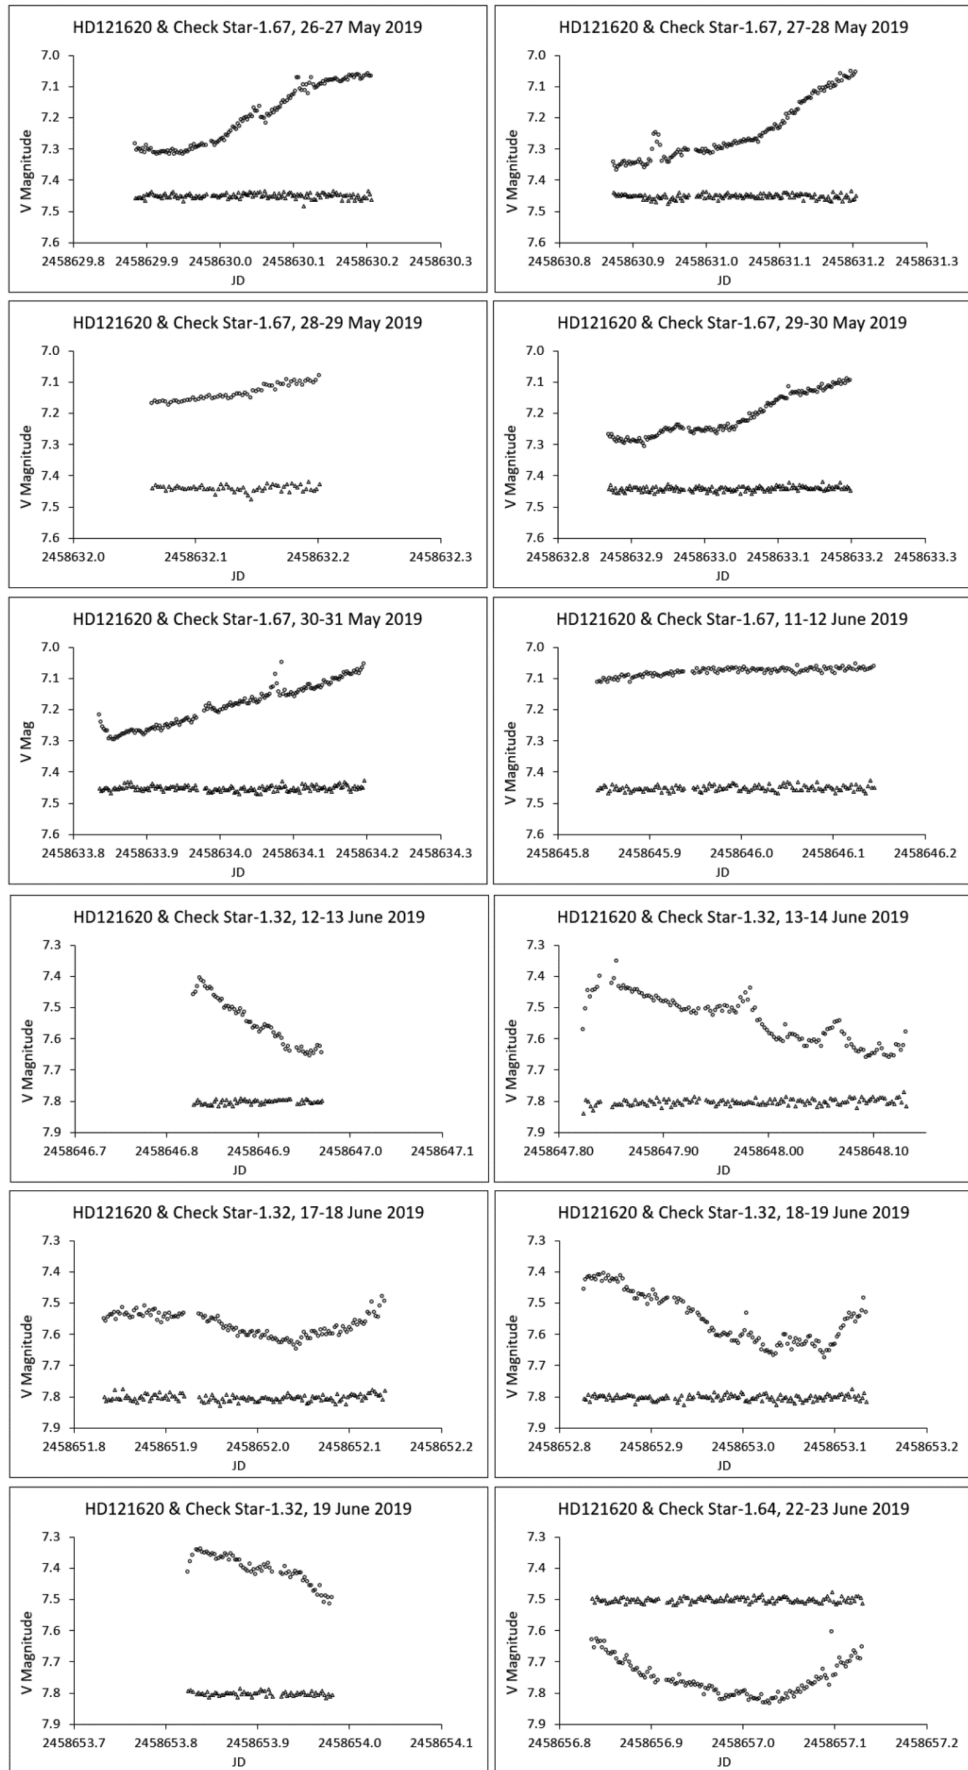 HD121620 & Check Star-1.67, 26-27 May 2019
7.0
7.1
7.2
7.3
7.4
7.5
7.6
V Magnitude
2458629.8 2458629.9 2458630.0 2458630.1 2458630.2 2458630.3
JD
HD121620 & Check Star-1.67, 27-28 May 2019
7.0
7.1
7.2
7.3
7.4
7.5
7.6
V Magnitude
2458630.8 2458630.9 2458631.0 2458631.1 2458631.2 2458631.3
JD
HD121620 & Check Star-1.67, 28-29 May 2019
7.0
7.1
7.2
7.3
7.4
7.5
7.6
V Magnitude
2458632.0 2458632.1 2458632.2 2458632.3
JD
HD121620 & Check Star-1.67, 29-30 May 2019
7.0
7.1
7.2
7.3
7.4
7.5
7.6
V Magnitude
2458632.8 2458632.9 2458633.0 2458633.1 2458633.2 2458633.3
JD
HD121620 & Check Star-1.67, 30-31 May 2019
7.0
7.1
7.2
7.3
7.4
7.5
7.6
V Mag
2458633.8 2458633.9 2458634.0 2458634.1 2458634.2 2458634.3
JD
HD121620 & Check Star-1.67, 11-12 June 2019
7.0
7.1
7.2
7.3
7.4
7.5
7.6
V Magnitude
2458645.8 2458645.9 2458646.0 2458646.1 2458646.2
JD
HD121620 & Check Star-1.32, 12-13 June 2019
7.3
7.4
7.5
7.6
7.7
7.8
7.9
V Magnitude
2458646.7 2458646.8 2458646.9 2458647.0 2458647.1
JD
HD121620 & Check Star-1.32, 13-14 June 2019
7.3
7.4
7.5
7.6
7.7
7.8
7.9
V Magnitude
2458647.80 2458647.90 2458648.00 2458648.10
JD
HD121620 & Check Star-1.32, 17-18 June 2019
7.3
7.4
7.5
7.6
7.7
7.8
7.9
V Magnitude
2458651.8 2458651.9 2458652.0 2458652.1 2458652.2
JD
HD121620 & Check Star-1.32, 18-19 June 2019
7.3
7.4
7.5
7.6
7.7
7.8
7.9
V Magnitude
2458652.8 2458652.9 2458653.0 2458653.1 2458653.2
JD
HD121620 & Check Star-1.32, 19 June 2019
7.3
7.4
7.5
7.6
7.7
7.8
7.9
V Magnitude
2458653.7 2458653.8 2458653.9 2458654.0 2458654.1
JD
HD121620 & Check Star-1.64, 22-23 June 2019
7.3
7.4
7.5
7.6
7.7
7.8
7.9
V Magnitude
2458656.8 2458656.9 2458657.0 2458657.1 2458657.2
JD